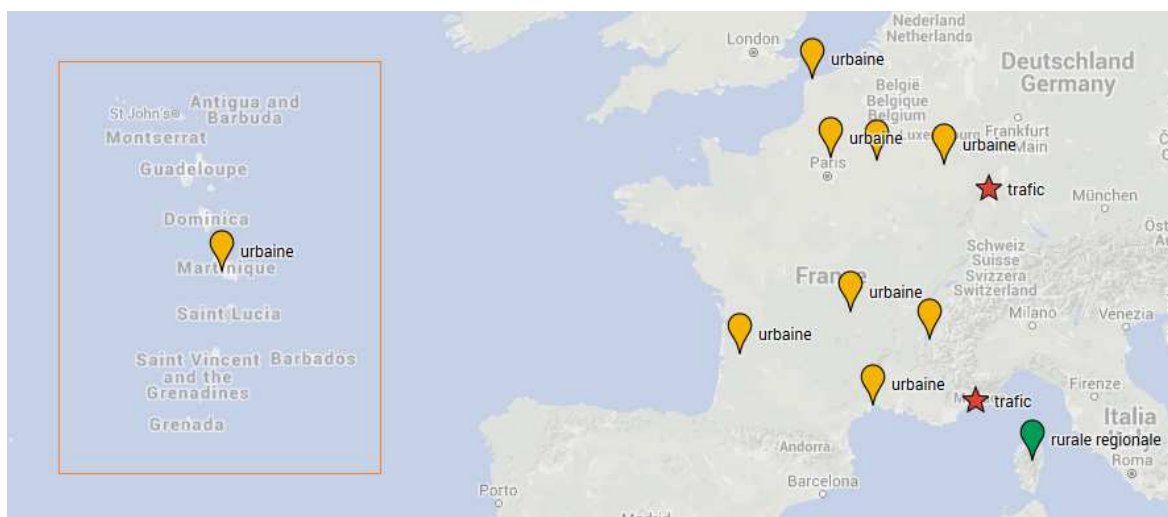 Nederland
Netherlands
London
urbaine
Deutschland
Germany
België
Belgique
Belgium
urbaine
Frankfurt
Main
urbaine
Paris
trafic
München
Schweiz
Suisse
Svizzera
Switzerland
France
urbaine
Milano
Venezia
urbaine
urbaine
trafic
Firenze
Italia
rurale regionale
Roma
Andorra
Barcelona
Porto
Madrid
St John's
Antigua and
Barbuda
Montserrat
Guadeloupe
Dominica
urbaine
Martinique
Saint Lucia
Saint Vincent
and the
Grenadines
Barbados
Grenada